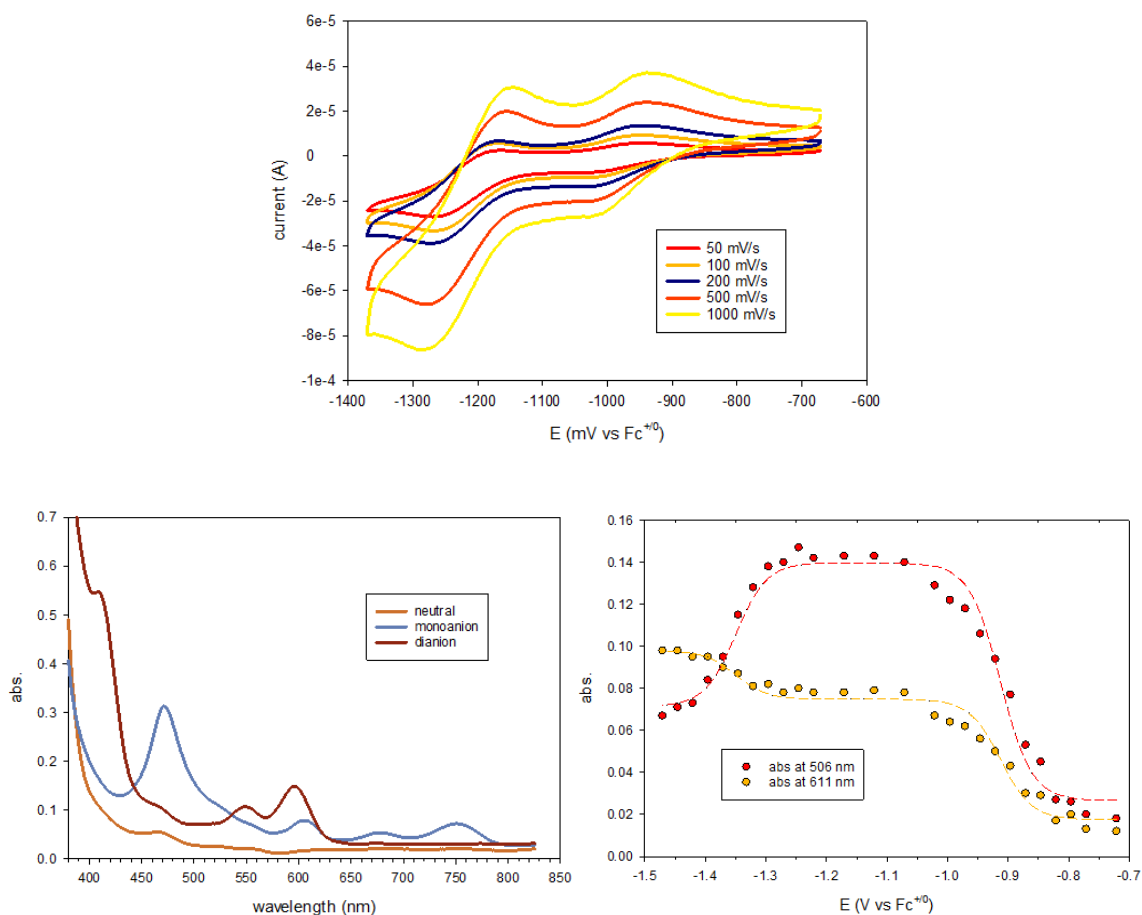 6e-5
4e-5
2e-5
0
-2e-5
-4e-5
-6e-5
-8e-5
-1e-4
current (A)
50 mV/s
100 mV/s
200 mV/s
500 mV/s
1000 mV/s
-1400 -1300 -1200 -1100 -1000 -900 -800 -700 -600
E (mV vs Fc+/0)
0.7
0.6
0.5
0.4
0.3
0.2
0.1
0.0
abs.
neutral
monoanion
dianion
400 450 500 550 600 650 700 750 800 850
wavelength (nm)
0.16
0.14
0.12
0.10
0.08
0.06
0.04
0.02
0.00
abs.
abs at 506 nm
abs at 611 nm
-1.5 -1.4 -1.3 -1.2 -1.1 -1.0 -0.9 -0.8 -0.7
E (V vs Fc+/0)